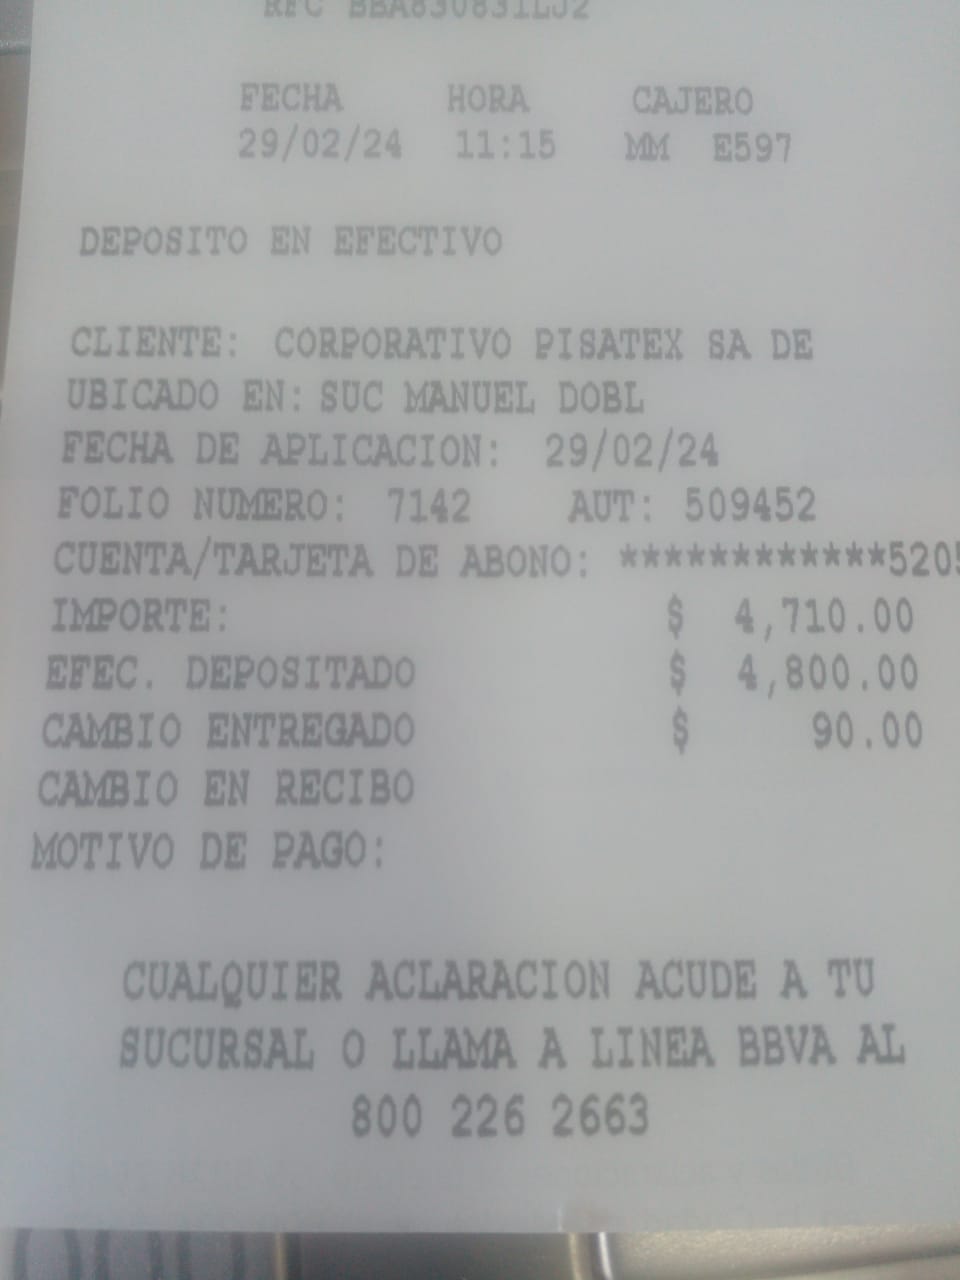 RFC BBA830831LJ2
FECHA HORA CAJERO
29/02/24 11:15 MM E597
DEPOSITO EN EFECTIVO
CLIENTE: CORPORATIVO PISATEX SA DE
UBICADO EN: SUC MANUEL DOBL
FECHA DE APLICACION: 29/02/24
FOLIO NUMERO: 7142 AUT: 509452
CUENTA/TARJETA DE ABONO: ************5205
IMPORTE: $ 4,710.00
EFEC. DEPOSITADO $ 4,800.00
CAMBIO ENTREGADO $ 90.00
CAMBIO EN RECIBO
MOTIVO DE PAGO:
CUALQUIER ACLARACION ACUDE A TU
SUCURSAL O LLAMA A LINEA BBVA AL
800 226 2663